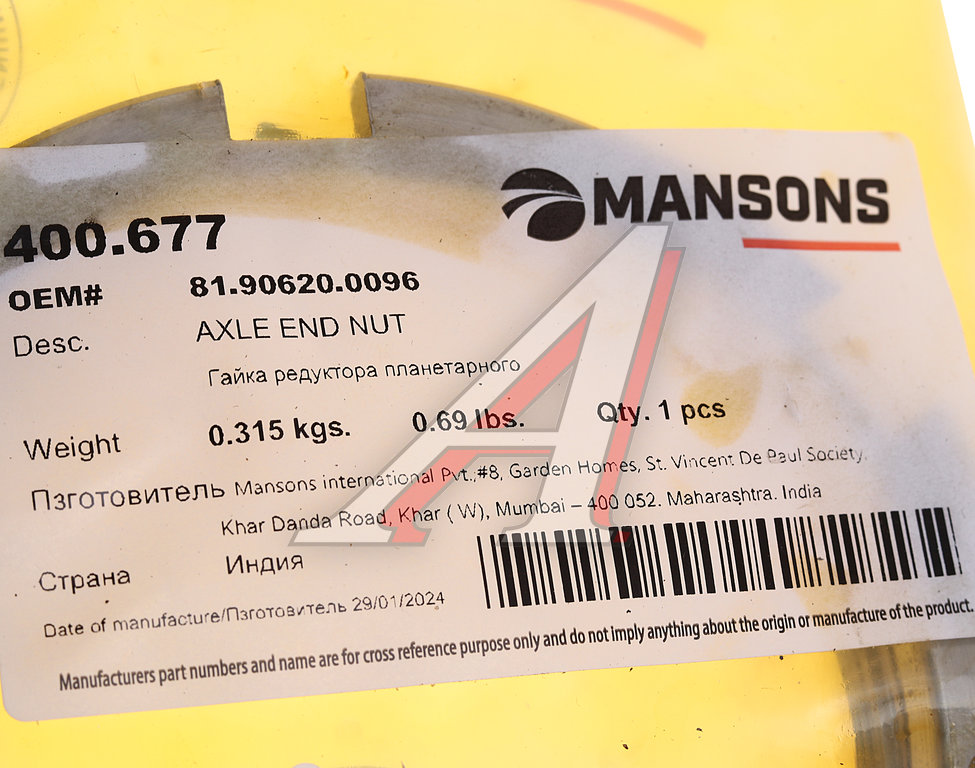 MANSONS
400.677
OEM# 81.90620.0096
Desc. AXLE END NUT
Гайка редуктора планетарного
Weight 0.315 kgs. 0.69 lbs. Qty. 1 pcs
Пзготовитель Mansons international Pvt.,#8, Garden Homes, St. Vincent De Paul Society,
Khar Danda Road, Khar ( W), Mumbai – 400 052. Maharashtra. India
Страна Индия
Date of manufacture/Пзготовитель 29/01/2024
Manufacturers part numbers and name are for cross reference purpose only and do not imply anything about the origin or manufacture of the product.